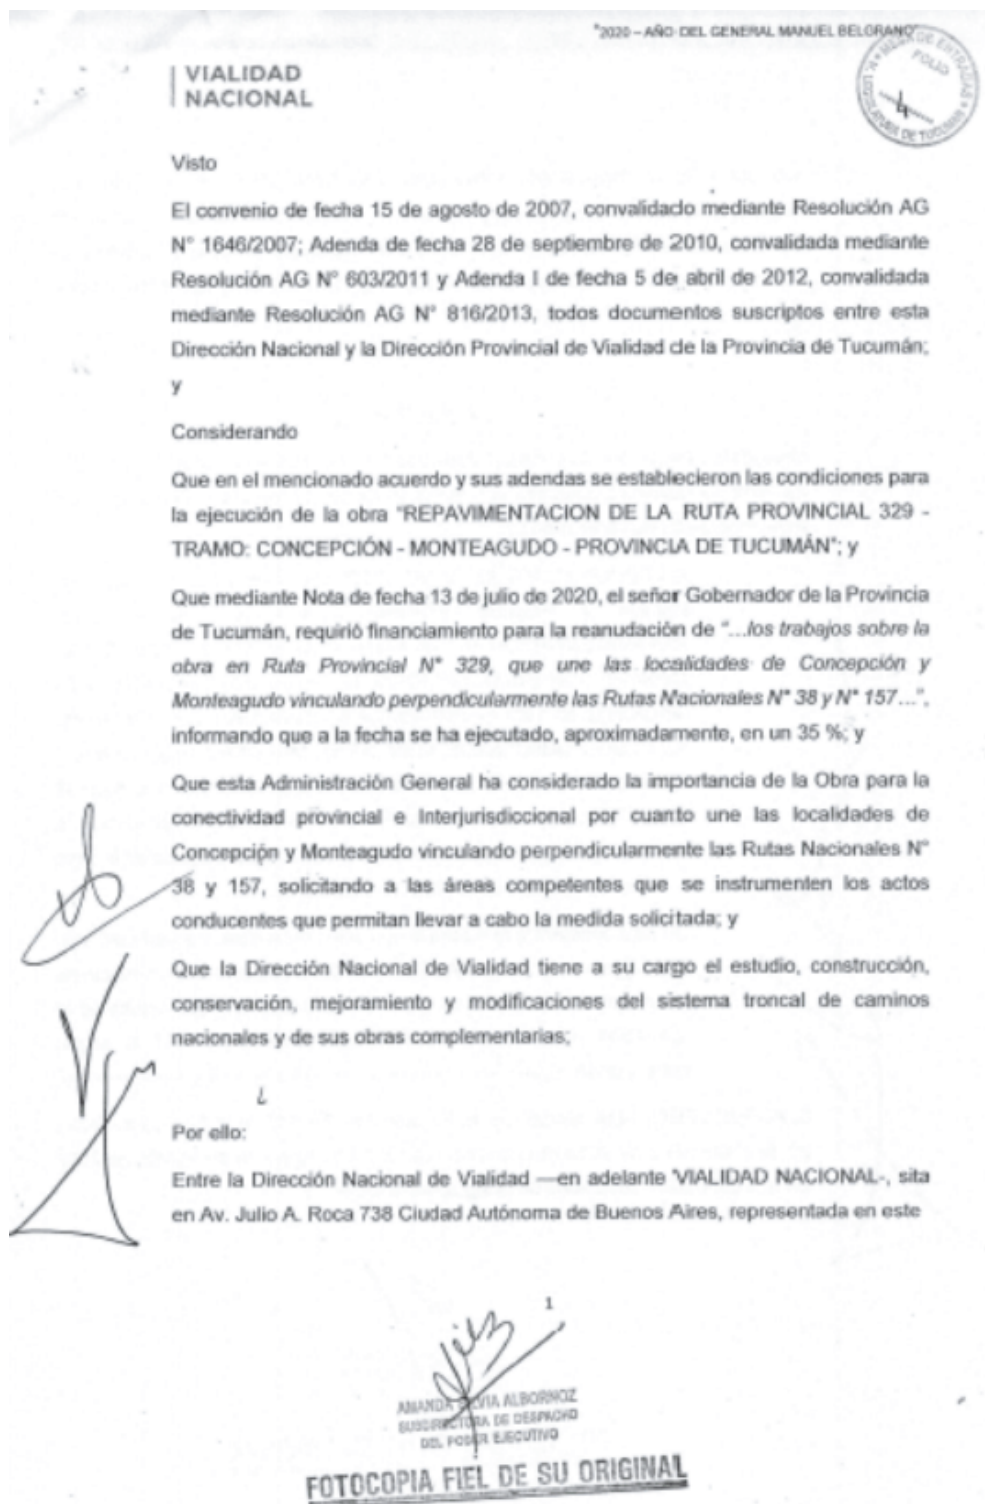 "2020 – AÑO DEL GENERAL MANUEL BELGRANO"
MESA DE ENTRADAS
FOLIO
4
H. LEGISLATURA DE TUCUMAN
VIALIDAD
NACIONAL
Visto
El convenio de fecha 15 de agosto de 2007, convalidado mediante Resolución AG
N° 1646/2007; Adenda de fecha 28 de septiembre de 2010, convalidada mediante
Resolución AG N° 603/2011 y Adenda I de fecha 5 de abril de 2012, convalidada
mediante Resolución AG N° 816/2013, todos documentos suscriptos entre esta
Dirección Nacional y la Dirección Provincial de Vialidad de la Provincia de Tucumán;
y
Considerando
Que en el mencionado acuerdo y sus adendas se establecieron las condiciones para
la ejecución de la obra "REPAVIMENTACION DE LA RUTA PROVINCIAL 329 -
TRAMO: CONCEPCIÓN - MONTEAGUDO - PROVINCIA DE TUCUMÁN"; y
Que mediante Nota de fecha 13 de julio de 2020, el señor Gobernador de la Provincia
de Tucumán, requirió financiamiento para la reanudación de "...los trabajos sobre la
obra en Ruta Provincial N° 329, que une las localidades de Concepción y
Monteagudo vinculando perpendicularmente las Rutas Nacionales N° 38 y N° 157...",
informando que a la fecha se ha ejecutado, aproximadamente, en un 35 %; y
Que esta Administración General ha considerado la importancia de la Obra para la
conectividad provincial e Interjurisdiccional por cuanto une las localidades de
Concepción y Monteagudo vinculando perpendicularmente las Rutas Nacionales N°
38 y 157, solicitando a las áreas competentes que se instrumenten los actos
conducentes que permitan llevar a cabo la medida solicitada; y
Que la Dirección Nacional de Vialidad tiene a su cargo el estudio, construcción,
conservación, mejoramiento y modificaciones del sistema troncal de caminos
nacionales y de sus obras complementarias;
Por ello:
Entre la Dirección Nacional de Vialidad —en adelante 'VIALIDAD NACIONAL-, sita
en Av. Julio A. Roca 738 Ciudad Autónoma de Buenos Aires, representada en este
1
AMANDA SILVIA ALBORNOZ
SUBDIRECTORA DE DESPACHO
DEL PODER EJECUTIVO
FOTOCOPIA FIEL DE SU ORIGINAL